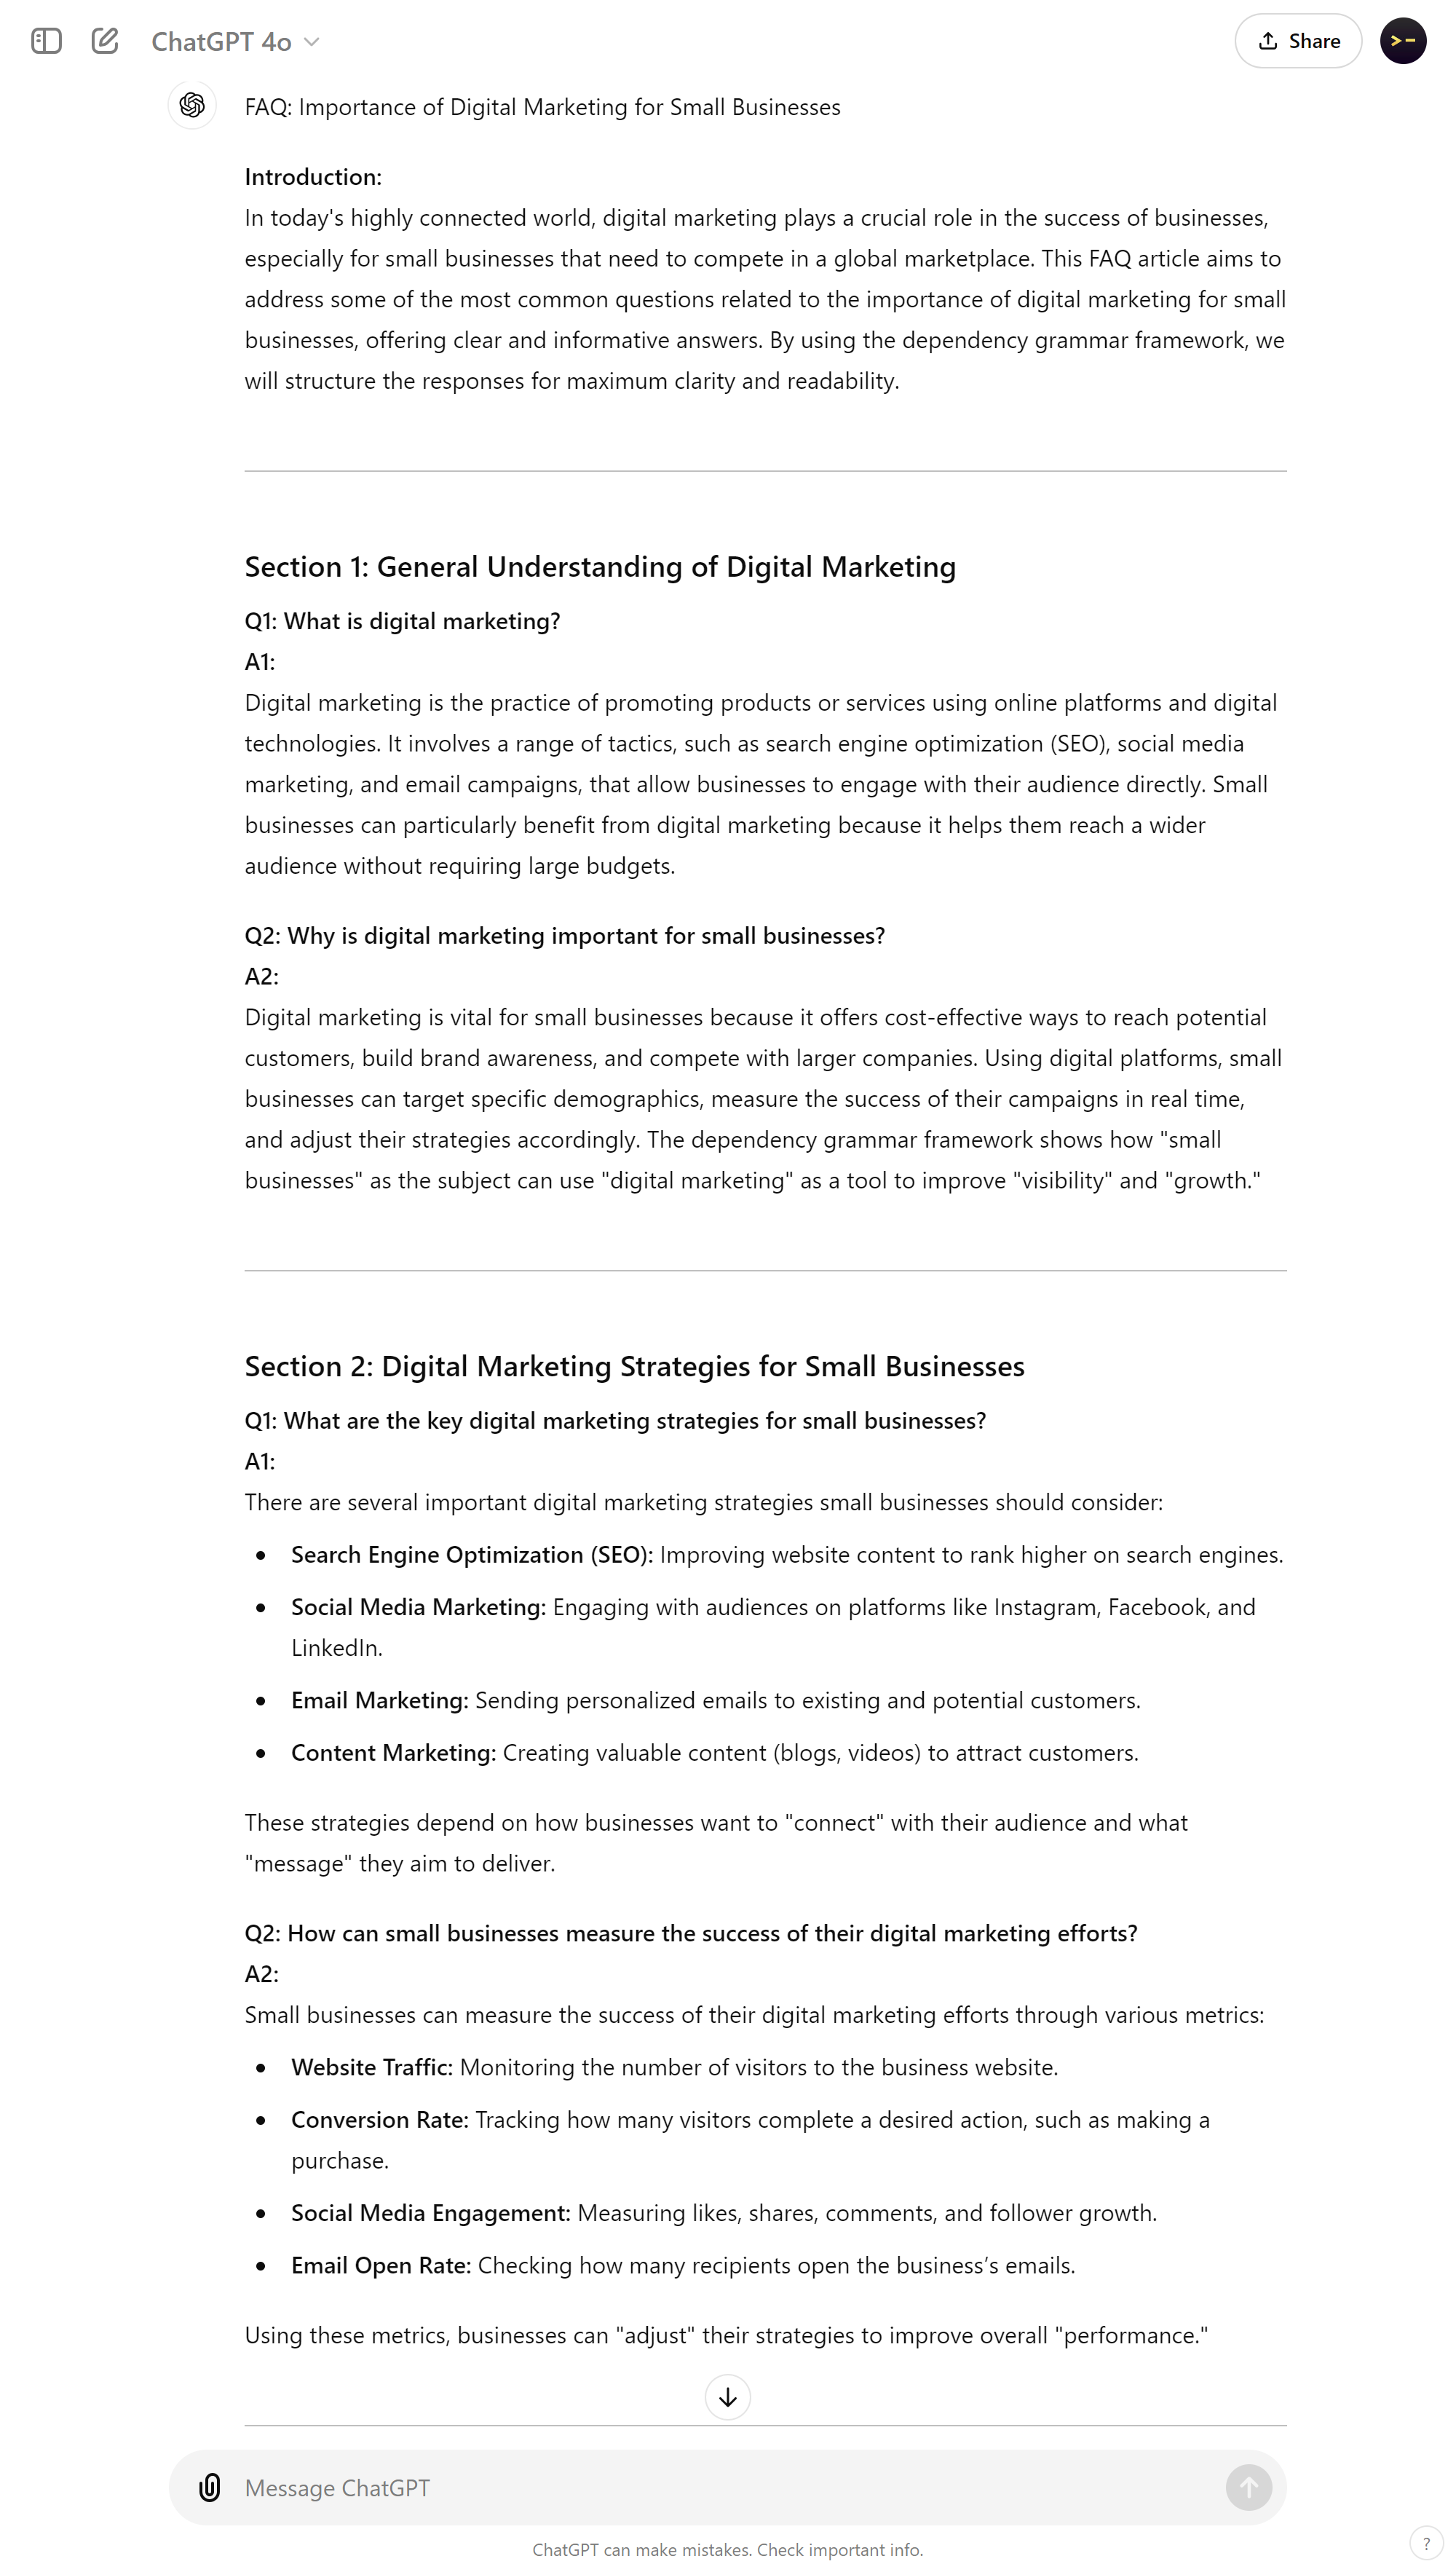 ChatGPT 4o
Share
FAQ: Importance of Digital Marketing for Small Businesses
Introduction:
In today's highly connected world, digital marketing plays a crucial role in the success of businesses,
especially for small businesses that need to compete in a global marketplace. This FAQ article aims to
address some of the most common questions related to the importance of digital marketing for small
businesses, offering clear and informative answers. By using the dependency grammar framework, we
will structure the responses for maximum clarity and readability.
Section 1: General Understanding of Digital Marketing
Q1: What is digital marketing?
A1:
Digital marketing is the practice of promoting products or services using online platforms and digital
technologies. It involves a range of tactics, such as search engine optimization (SEO), social media
marketing, and email campaigns, that allow businesses to engage with their audience directly. Small
businesses can particularly benefit from digital marketing because it helps them reach a wider
audience without requiring large budgets.
Q2: Why is digital marketing important for small businesses?
A2:
Digital marketing is vital for small businesses because it offers cost-effective ways to reach potential
customers, build brand awareness, and compete with larger companies. Using digital platforms, small
businesses can target specific demographics, measure the success of their campaigns in real time,
and adjust their strategies accordingly. The dependency grammar framework shows how "small
businesses" as the subject can use "digital marketing" as a tool to improve "visibility" and "growth."
Section 2: Digital Marketing Strategies for Small Businesses
Q1: What are the key digital marketing strategies for small businesses?
A1:
There are several important digital marketing strategies small businesses should consider:
• Search Engine Optimization (SEO): Improving website content to rank higher on search engines.
• Social Media Marketing: Engaging with audiences on platforms like Instagram, Facebook, and
LinkedIn.
• Email Marketing: Sending personalized emails to existing and potential customers.
• Content Marketing: Creating valuable content (blogs, videos) to attract customers.
These strategies depend on how businesses want to "connect" with their audience and what
"message" they aim to deliver.
Q2: How can small businesses measure the success of their digital marketing efforts?
A2:
Small businesses can measure the success of their digital marketing efforts through various metrics:
• Website Traffic: Monitoring the number of visitors to the business website.
• Conversion Rate: Tracking how many visitors complete a desired action, such as making a
purchase.
• Social Media Engagement: Measuring likes, shares, comments, and follower growth.
• Email Open Rate: Checking how many recipients open the business’s emails.
Using these metrics, businesses can "adjust" their strategies to improve overall "performance."
Message ChatGPT
ChatGPT can make mistakes. Check important info.
?